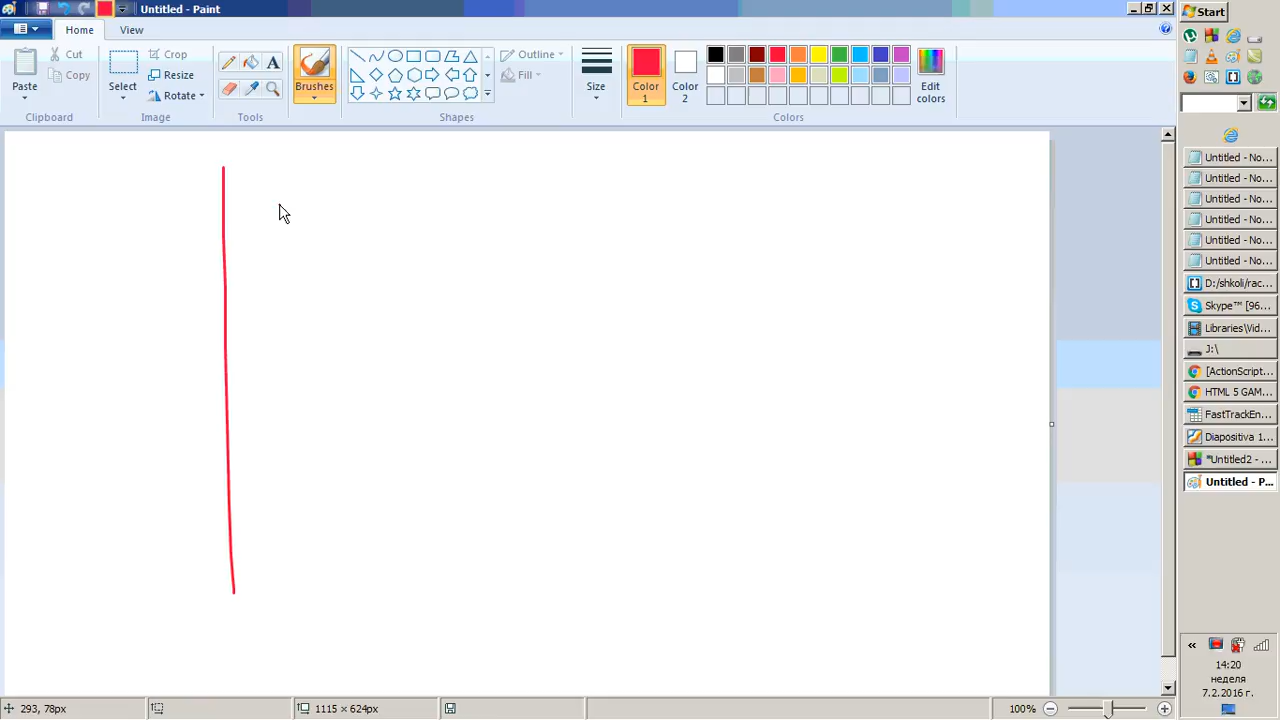 Untitled - Paint
Home
View
Paste
Cut
Copy
Clipboard
Select
Crop
Resize
Rotate
Image
A
Tools
Brushes
Outline
Fill
Shapes
Size
Color
1
Color
2
Edit
colors
Colors
293, 78px
1115 × 624px
100%
Start
Untitled - No...
Untitled - No...
Untitled - No...
Untitled - No...
Untitled - No...
Untitled - No...
D:/shkoli/rac...
Skype™ [96...
Libraries\Vid...
J:\
[ActionScript...
HTML 5 GAM...
FastTrackEn...
Diapositiva 1...
*Untitled2 - ...
Untitled - P...
14:20
неделя
7.2.2016 г.